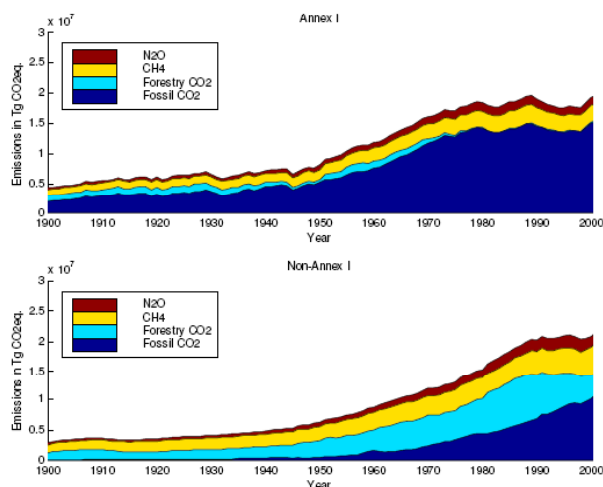 Annex I
x 10^7
3
2.5
2
1.5
1
0.5
0
Emissions in Tg CO2eq.
N2O
CH4
Forestry CO2
Fossil CO2
1900 1910 1920 1930 1940 1950 1960 1970 1980 1990 2000
Year
Non-Annex I
x 10^7
3
2.5
2
1.5
1
0.5
0
Emissions n Tg CO2eq.
N2O
CH4
Forestry CO2
Fossil CO2
1900 1910 1920 1930 1940 1950 1960 1970 1980 1990 2000
Year